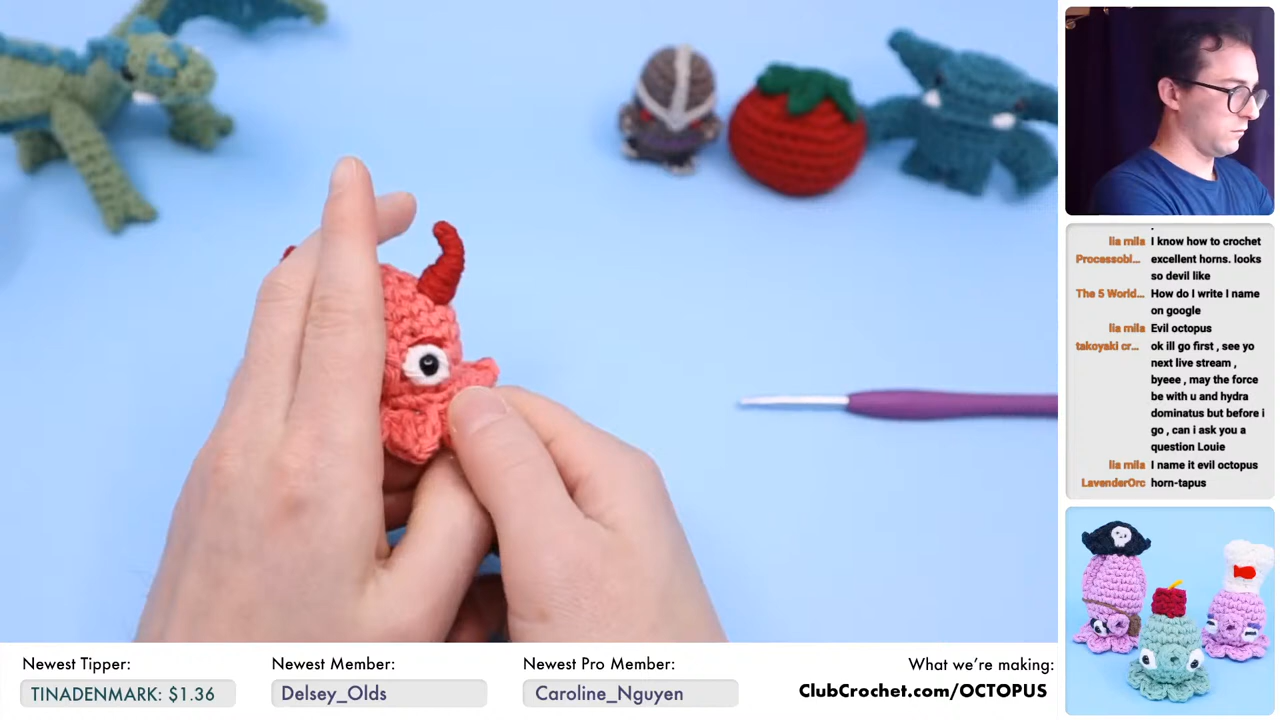 lia mila I know how to crochet
Processobl... excellent horns. looks
so devil like
The 5 World... How do I write I name
on google
lia mila Evil octopus
takoyaki cr... ok ill go first , see yo
next live stream ,
byeee , may the force
be with u and hydra
dominatus but before i
go , can i ask you a
question Louie
lia mila I name it evil octopus
LavenderOrc horn-tapus
Newest Tipper:
TINADENMARK: $1.36
Newest Member:
Delsey_Olds
Newest Pro Member:
Caroline_Nguyen
What we're making:
ClubCrochet.com/OCTOPUS